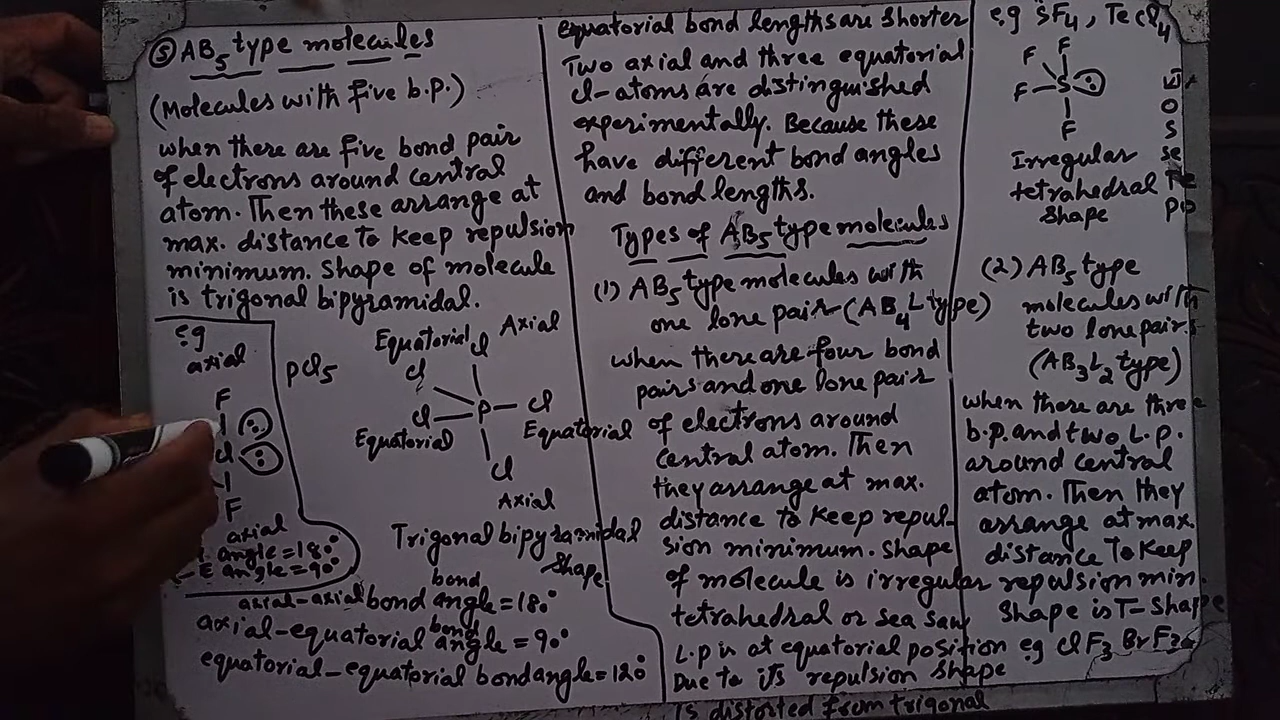 ⑤ AB5 type molecules
(Molecules with five b.p.)
when there are five bond pair
of electrons around central
atom. Then these arrange at
max. distance to keep repulsion
minimum. Shape of molecule
is trigonal bipyramidal.
e.g
axial
F
Cl
F
axial
angle = 180°
E angle = 90°
PCl5
Equatorial Cl Axial
Cl
Cl P Cl
Equatorial Equatorial
Cl
Axial
Trigonal bipyramidal
Shape
axial-axial bond angle = 180°
axial-equatorial bond angle = 90°
equatorial-equatorial bond angle = 120
equatorial bond lengths are shorter
Two axial and three equatorial
Cl-atoms are distinguished
experimentally. Because these
have different bond angles
and bond lengths.
Types of AB5 type molecules
(1) AB5 type molecules with
one lone pair (AB4L type)
when there are four bond
pairs and one lone pair
of electrons around
central atom. Then
they arrange at max.
distance to keep repul-
sion minimum. Shape
of molecule is irregular
tetrahedral or sea saw
L.p is at equatorial position
Due to its repulsion shape
is distorted from trigonal
e.g SF4, TeCl4
F F
F S
F
Irregular
tetrahedral
Shape
O
S
Se
Te
Po
(2) AB5 type
molecules with
two lone pairs
(AB3L2 type)
when there are three
b.p. and two L.p.
around central
atom. Then they
arrange at max
distance to keep
repulsion min.
Shape is T-Shape
e.g ClF3 BrF3